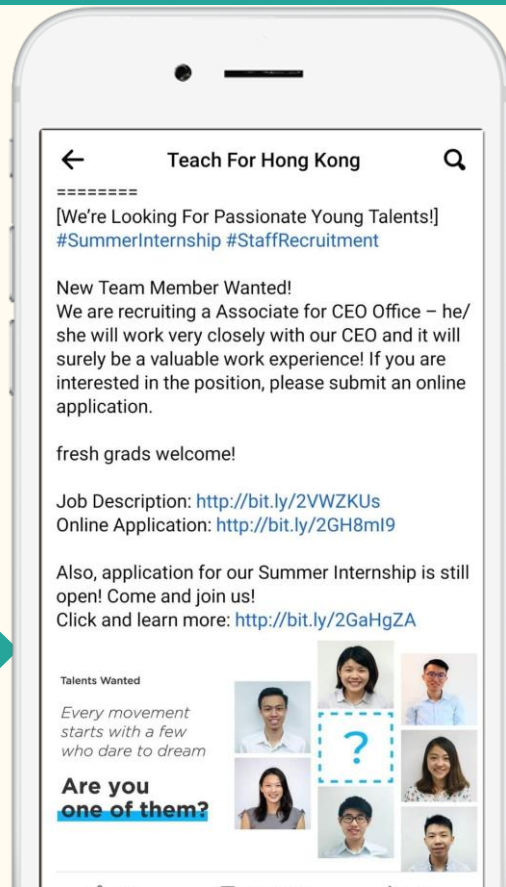 Teach For Hong Kong
========
[We're Looking For Passionate Young Talents!]
#SummerInternship #StaffRecruitment
New Team Member Wanted!
We are recruiting a Associate for CEO Office – he/
she will work very closely with our CEO and it will
surely be a valuable work experience! If you are
interested in the position, please submit an online
application.
fresh grads welcome!
Job Description: http://bit.ly/2VWZKUs
Online Application: http://bit.ly/2GH8mI9
Also, application for our Summer Internship is still
open! Come and join us!
Click and learn more: http://bit.ly/2GaHgZA
Talents Wanted
Every movement
starts with a few
who dare to dream
Are you
one of them?
?